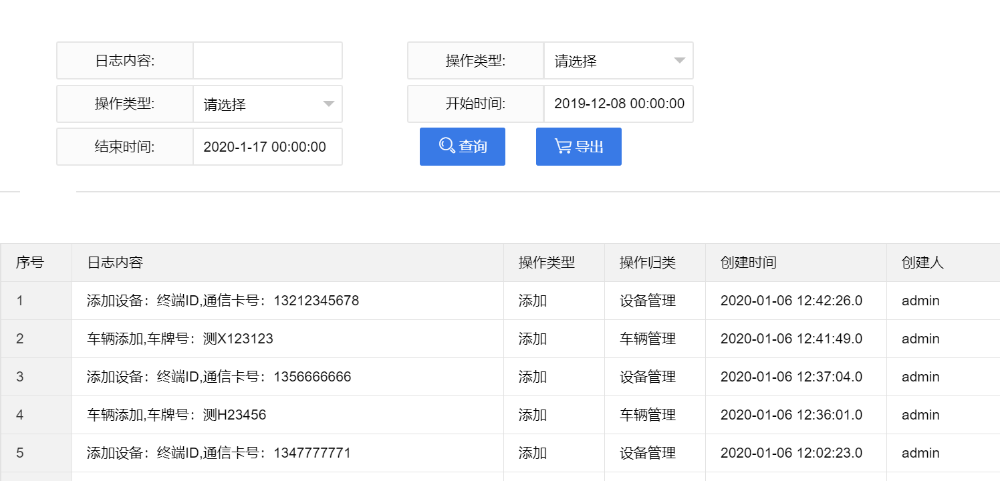 日志内容: 操作类型: 请选择
操作类型: 请选择 开始时间: 2019-12-08 00:00:00
结束时间: 2020-1-17 00:00:00 查询 导出
序号 日志内容 操作类型 操作归类 创建时间 创建人
1 添加设备：终端ID,通信卡号：13212345678 添加 设备管理 2020-01-06 12:42:26.0 admin
2 车辆添加,车牌号：测X123123 添加 车辆管理 2020-01-06 12:41:49.0 admin
3 添加设备：终端ID,通信卡号：1356666666 添加 设备管理 2020-01-06 12:37:04.0 admin
4 车辆添加,车牌号：测H23456 添加 车辆管理 2020-01-06 12:36:01.0 admin
5 添加设备：终端ID,通信卡号：1347777771 添加 设备管理 2020-01-06 12:02:23.0 admin